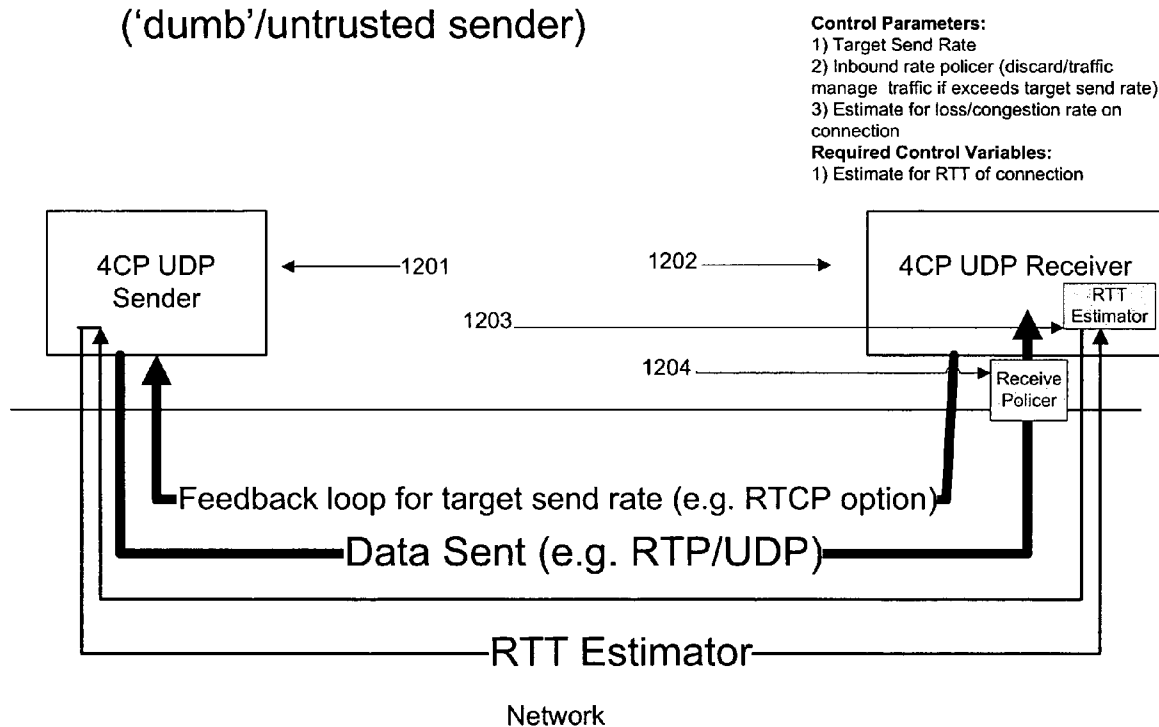 ('dumb'/untrusted sender)
Control Parameters:
1) Target Send Rate
2) Inbound rate policer (discard/traffic
manage traffic if exceeds target send rate)
3) Estimate for loss/congestion rate on
connection
Required Control Variables:
1) Estimate for RTT of connection
4CP UDP
Sender
1201
1202
4CP UDP Receiver
RTT
Estimator
1203
1204
Receive
Policer
Feedback loop for target send rate (e.g. RTCP option)
Data Sent (e.g. RTP/UDP)
RTT Estimator
Network